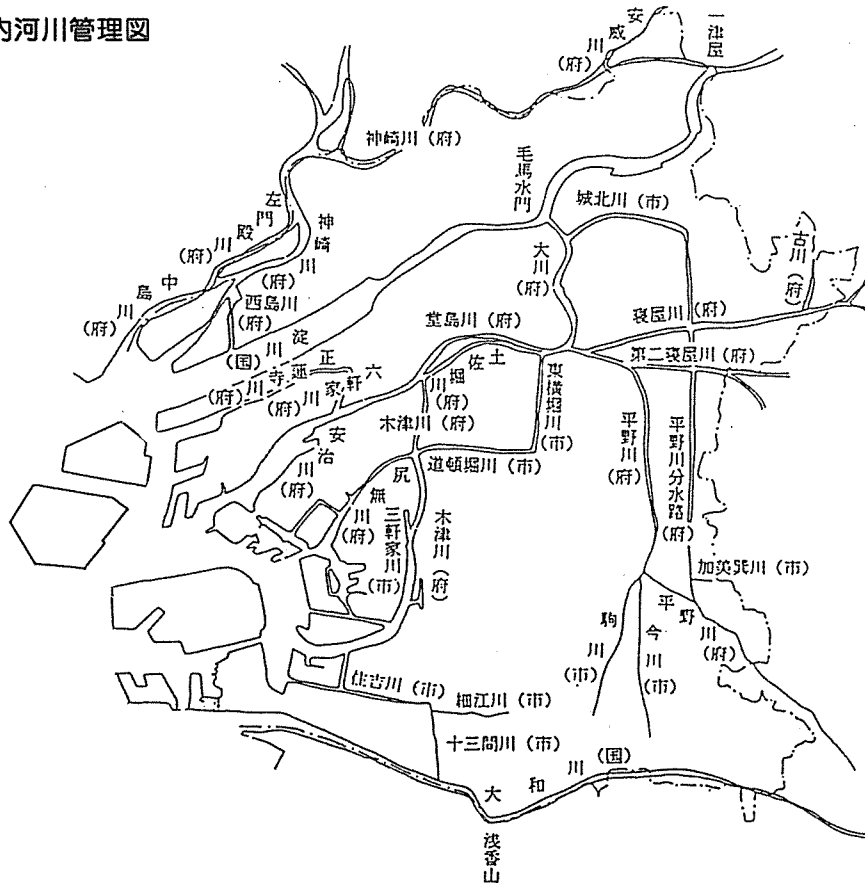 内河川管理図
安威川(府)
一津屋
神崎川(府)
毛馬水門
城北川(市)
左門殿川(府)
神崎川(府)
古川(府)
中島川(府)
西島川(府)
大川(府)
淀川(国)
堂島川(府)
寝屋川(府)
正蓮寺川(府)
六軒家川(府)
土佐堀川(府)
第二寝屋川(府)
東横堀川(市)
木津川(府)
安治川(府)
道頓堀川(市)
平野川(府)
平野川分水路(府)
尻無川(府)
三軒家川(市)
木津川(府)
加美巽川(市)
駒川(市)
今川(市)
平野川(府)
住吉川(市)
細江川(市)
十三間川(市)
大和川(国)
浅香山